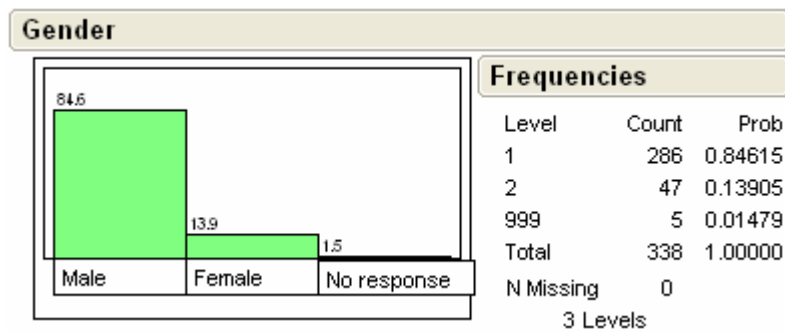 Gender
84.6
13.9
1.5
Male Female No response
Frequencies
Level Count Prob
1 286 0.84615
2 47 0.13905
999 5 0.01479
Total 338 1.00000
N Missing 0
3 Levels